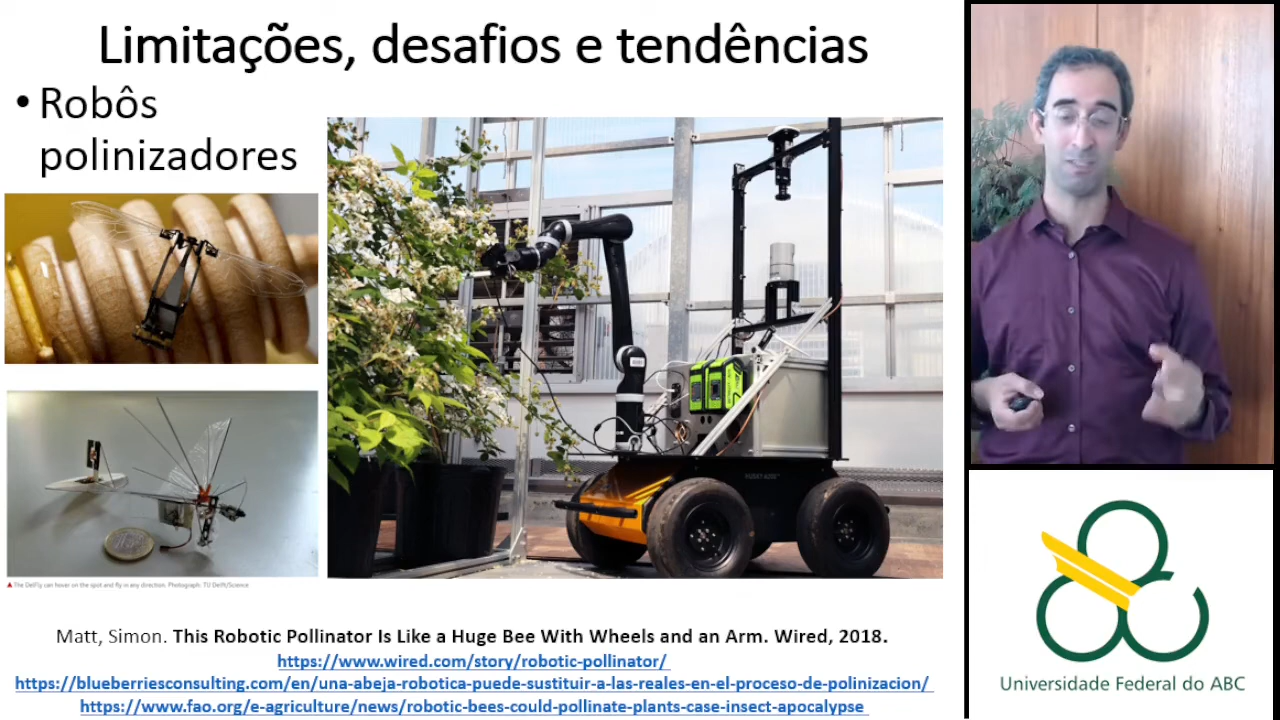 Limitações, desafios e tendências
• Robôs
polinizadores
The DelFly can hover on the spot and fly in any direction. Photograph: TU Delft/Science
Matt, Simon. This Robotic Pollinator Is Like a Huge Bee With Wheels and an Arm. Wired, 2018.
https://www.wired.com/story/robotic-pollinator/
https://blueberriesconsulting.com/en/una-abeja-robotica-puede-sustituir-a-las-reales-en-el-proceso-de-polinizacion/
https://www.fao.org/e-agriculture/news/robotic-bees-could-pollinate-plants-case-insect-apocalypse
Universidade Federal do ABC